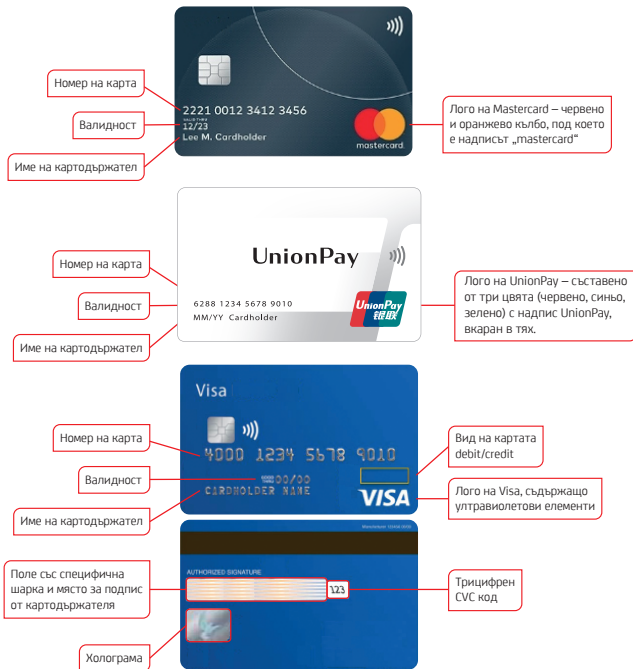 Номер на карта
2221 0012 3412 3456
VALID THRU
12/23
Валидност
Lee M. Cardholder
Име на картодържател
mastercard.
Лого на Mastercard – червено
и оранжево кълбо, под което
е надписът „mastercard“
UnionPay
Номер на карта
6288 1234 5678 9010
Валидност
MM/YY Cardholder
Име на картодържател
UnionPay
银联
Лого на UnionPay – съставено
от три цвята (червено, синьо,
зелено) с надпис UnionPay,
вкаран в тях.
Visa
Номер на карта
4000 1234 5678 9010
Валидност
00/00
CARDHOLDER NAME
Име на картодържател
VISA
Вид на картата
debit/credit
Лого на Visa, съдържащо
ултравиолетови елементи
AUTHORIZED SIGNATURE
123
Поле със специфична
шарка и място за подпис
от картодържателя
Трицифрен
CVC код
Холограма